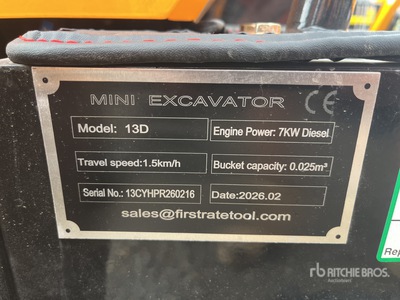 MINI EXCAVATOR CE
Model: 13D Engine Power: 7KW Diesel
Travel speed:1.5km/h Bucket capacity: 0.025m³
Serial No.: 13CYHPR260216 Date:2026.02
sales@firstratetool.com
rb RITCHIE BROS.